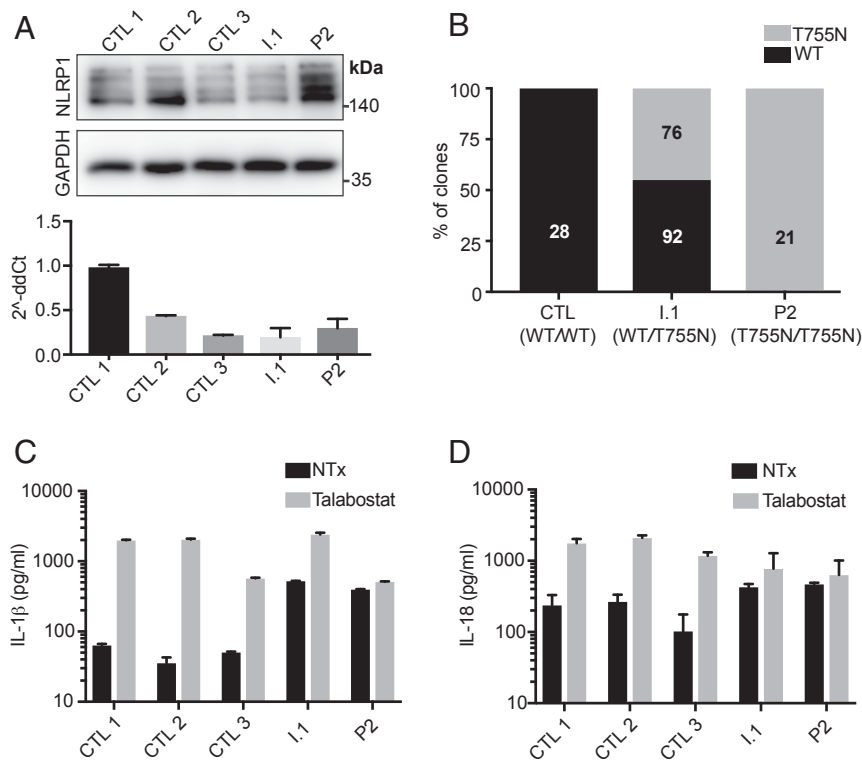 A
CTL 1
CTL 2
CTL 3
I.1
P2
kDa
NLRP1
-140
GAPDH
-35
2^-ddCt
1.5
1.0
0.5
0.0
CTL 1
CTL 2
CTL 3
I.1
P2
B
T755N
WT
% of clones
100
75
50
25
0
28
76
92
21
CTL
(WT/WT)
I.1
(WT/T755N)
P2
(T755N/T755N)
C
NTx
Talabostat
IL-1β (pg/ml)
10000
1000
100
10
CTL 1
CTL 2
CTL 3
I.1
P2
D
NTx
Talabostat
IL-18 (pg/ml)
10000
1000
100
10
CTL 1
CTL 2
CTL 3
I.1
P2